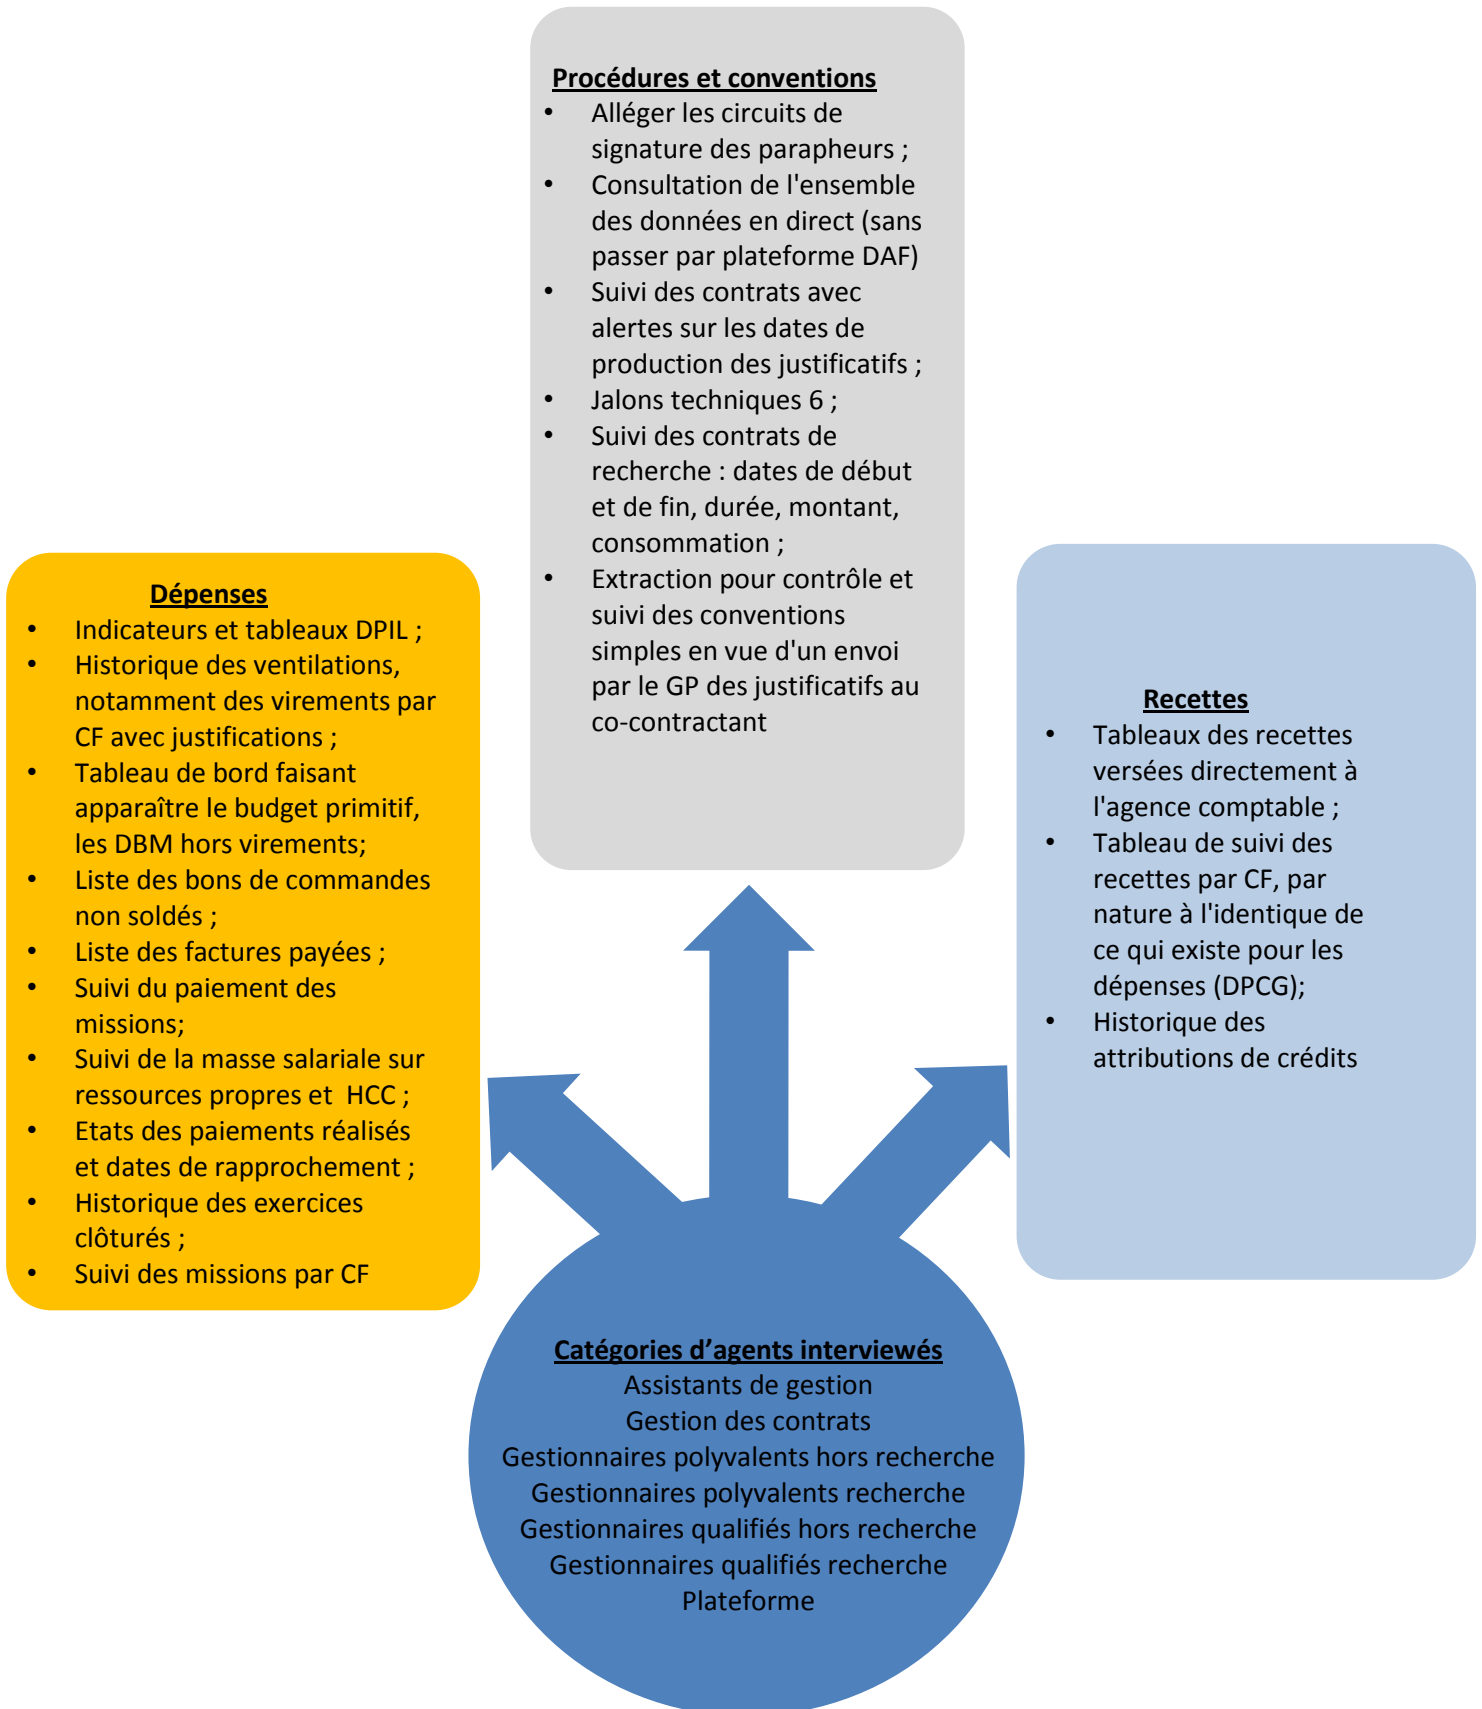 Procédures et conventions
• Alléger les circuits de
signature des parapheurs ;
• Consultation de l'ensemble
des données en direct (sans
passer par plateforme DAF)
• Suivi des contrats avec
alertes sur les dates de
production des justificatifs ;
• Jalons techniques 6 ;
• Suivi des contrats de
recherche : dates de début
et de fin, durée, montant,
consommation ;
• Extraction pour contrôle et
suivi des conventions
simples en vue d'un envoi
par le GP des justificatifs au
co-contractant
Dépenses
• Indicateurs et tableaux DPIL ;
• Historique des ventilations,
notamment des virements par
CF avec justifications ;
• Tableau de bord faisant
apparaître le budget primitif,
les DBM hors virements;
• Liste des bons de commandes
non soldés ;
• Liste des factures payées ;
• Suivi du paiement des
missions;
• Suivi de la masse salariale sur
ressources propres et  HCC ;
• Etats des paiements réalisés
et dates de rapprochement ;
• Historique des exercices
clôturés ;
• Suivi des missions par CF
Recettes
• Tableaux des recettes
versées directement à
l'agence comptable ;
• Tableau de suivi des
recettes par CF, par
nature à l'identique de
ce qui existe pour les
dépenses (DPCG);
• Historique des
attributions de crédits
Catégories d’agents interviewés
Assistants de gestion
Gestion des contrats
Gestionnaires polyvalents hors recherche
Gestionnaires polyvalents recherche
Gestionnaires qualifiés hors recherche
Gestionnaires qualifiés recherche
Plateforme